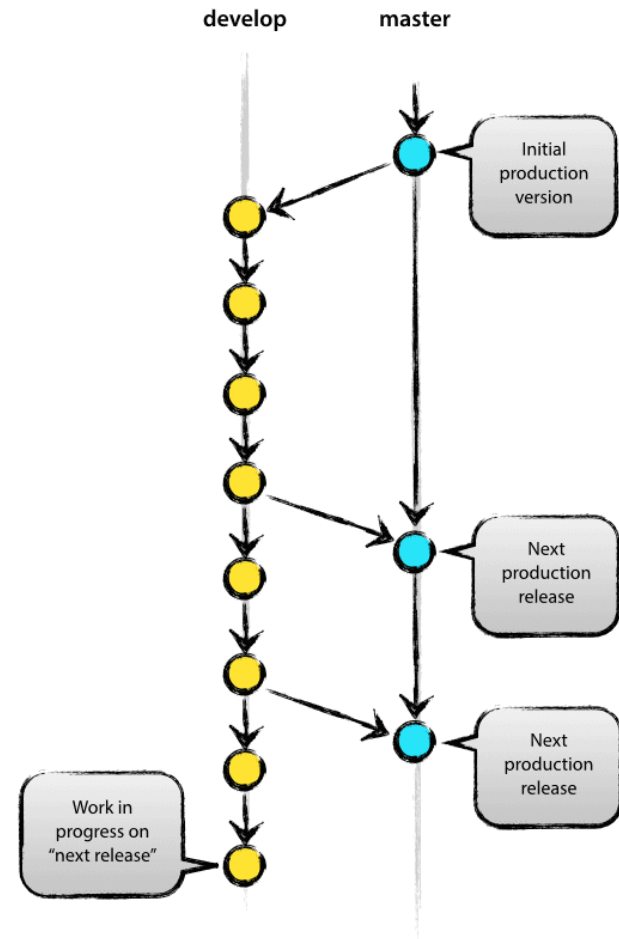 develop
master
Initial
production
version
Next
production
release
Next
production
release
Work in
progress on
“next release”